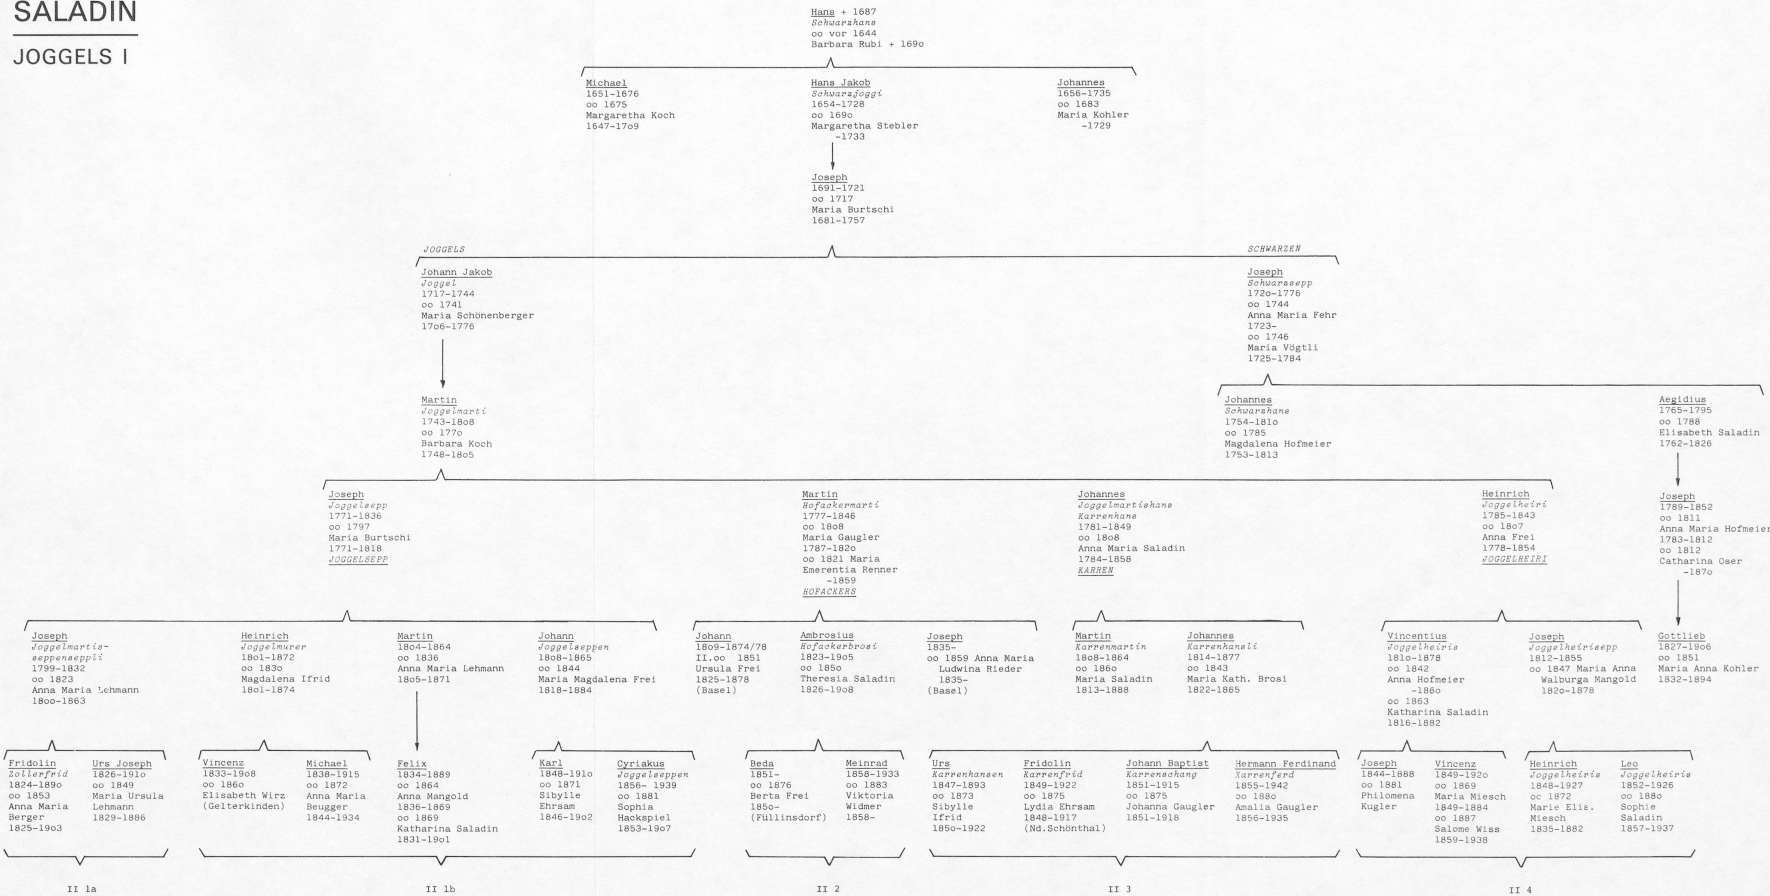 SALADIN
JOGGELS I
Hans + 1687
Schwarzhans
oo vor 1644
Barbara Rubi + 169o
Michael
1651-1676
oo 1675
Margaretha Koch
1647-17o9
Hans Jakob
Schwarzjoggi
1654-1728
oo 169o
Margaretha Stebler
-1733
Johannes
1656-1735
oo 1683
Maria Kohler
-1729
Joseph
1691-1721
oo 1717
Maria Burtschi
1681-1757
JOGGELS
Johann Jakob
Joggel
1717-1744
oo 1741
Maria Schönenberger
17o6-1776
SCHWARZEN
Joseph
Schwarzsepp
172o-1776
oo 1744
Anna Maria Fehr
1723-
oo 1746
Maria Vögtli
1725-1784
Martin
Joggelmarti
1743-18o8
oo 177o
Barbara Koch
1748-18o5
Johannes
Schwarzhans
1754-181o
oo 1785
Magdalena Hofmeier
1753-1813
Aegidius
1765-1795
oo 1788
Elisabeth Saladin
1762-1826
Joseph
Joggelsepp
1771-1836
oo 1797
Maria Burtschi
1771-1818
JOGGELSEPP
Martin
Hofackermarti
1777-1846
oo 18o8
Maria Gaugler
1787-182o
oo 1821 Maria
Emerentia Renner
-1859
HOFACKERS
Johannes
Joggelmartishans
Karrenhans
1781-1849
oo 18o8
Anna Maria Saladin
1784-1858
KARREN
Heinrich
Joggelheiri
1785-1843
oo 18o7
Anna Frei
1778-1854
JOGGELHEIRI
Joseph
1789-1852
oo 1811
Anna Maria Hofmeier
1783-1812
oo 1812
Catharina Oser
-187o
Joseph
Joggelmartis-
seppenseppli
1799-1832
oo 1823
Anna Maria Lehmann
18oo-1863
Heinrich
Joggelmurer
18o1-1872
oo 183o
Magdalena Ifrid
18o1-1874
Martin
18o4-1864
oo 1836
Anna Maria Lehmann
18o5-1871
Johann
Joggelseppen
18o8-1865
oo 1844
Maria Magdalena Frei
1818-1884
Johann
18o9-1874/78
II.oo 1851
Ursula Frei
1825-1878
(Basel)
Ambrosius
Hofackerbrosi
1823-19o5
oo 185o
Theresia Saladin
1826-19o8
Joseph
1835-
oo 1859 Anna Maria
Ludwina Rieder
1835-
(Basel)
Martin
Karrenmartin
18o8-1864
oo 186o
Maria Saladin
1813-1888
Johannes
Karrenhansli
1814-1877
oo 1843
Maria Kath. Brosi
1822-1865
Vincentius
Joggelheiris
181o-1878
oo 1842
Anna Hofmeier
-186o
oo 1863
Katharina Saladin
1816-1882
Joseph
Joggelheirisepp
1812-1855
oo 1847 Maria Anna
Walburga Mangold
182o-1878
Gottlieb
1827-19o6
oo 1851
Maria Anna Kohler
1832-1894
Fridolin
Zollerfrid
1824-189o
oo 1853
Anna Maria
Berger
1825-19o3
Urs Joseph
1826-191o
oo 1849
Maria Ursula
Lehmann
1829-1886
Vincenz
1833-19o8
oo 186o
Elisabeth Wirz
(Gelterkinden)
Michael
1838-1915
oo 1872
Anna Maria
Beugger
1844-1934
Felix
1834-1889
oo 1864
Anna Mangold
1836-1869
oo 1869
Katharina Saladin
1831-19o1
Karl
1848-191o
oo 1871
Sibylle
Ehrsam
1846-19o2
Cyriakus
Joggelseppen
1856- 1939
oo 1881
Sophia
Hackspiel
1853-19o7
Beda
1851-
oo 1876
Berta Frei
185o-
(Füllinsdorf)
Meinrad
1858-1933
oo 1883
Viktoria
Widmer
1858-
Urs
Karrenhansen
1847-1893
oo 1873
Sibylle
Ifrid
185o-1922
Fridolin
Karrenfrid
1849-1922
oo 1875
Lydia Ehrsam
1848-1917
(Nd.Schönthal)
Johann Baptist
Karrenschang
1851-1915
oo 1875
Johanna Gaugler
1851-1918
Hermann Ferdinand
Karrenferd
1855-1942
oo 188o
Amalia Gaugler
1856-1935
Joseph
1844-1888
oo 1881
Philomena
Kugler
Vincenz
1849-192o
oo 1869
Maria Miesch
1849-1884
oo 1887
Salome Wiss
1859-1938
Heinrich
Joggelheiris
1848-1927
oc 1872
Marie Elis.
Miesch
1835-1882
Leo
Joggelheiris
1852-1926
oo 188o
Sophie
Saladin
1857-1937
II 1a
II 1b
II 2
II 3
II 4